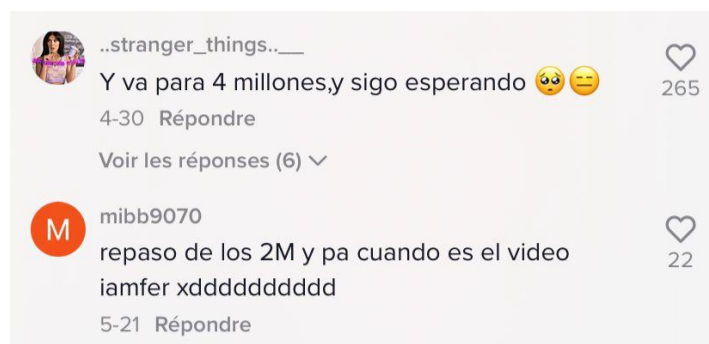 ..stranger_things..__
Y va para 4 millones,y sigo esperando 🥺😑
265
4-30 Répondre
Voir les réponses (6)
M
mibb9070
repaso de los 2M y pa cuando es el video
iamfer xdddddddddd
22
5-21 Répondre